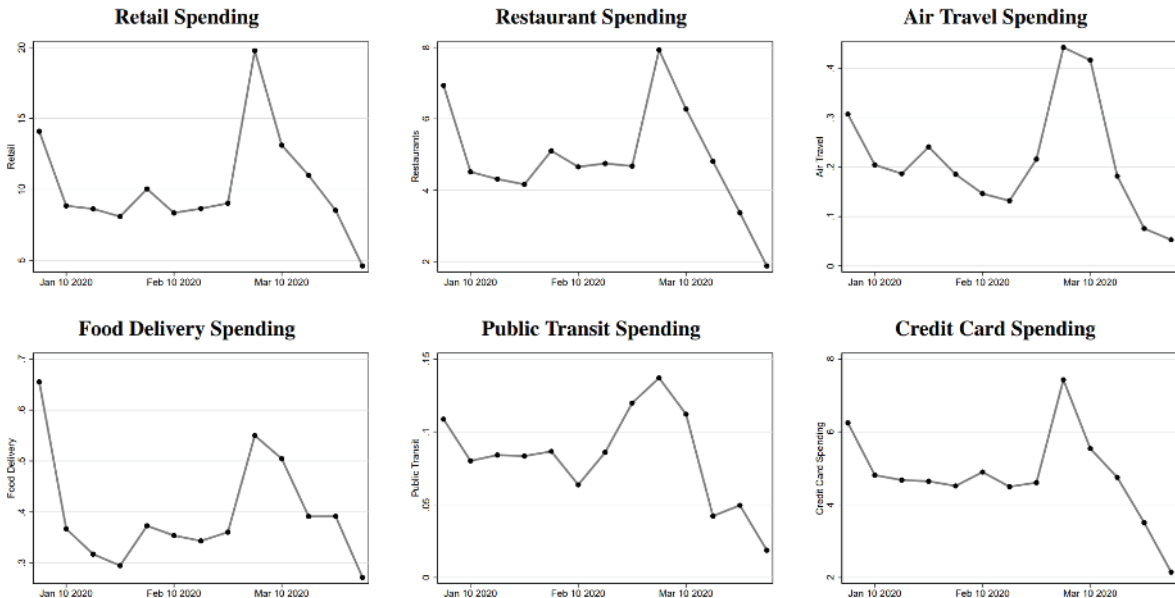 Retail Spending
Restaurant Spending
Air Travel Spending
20
15
10
5
Retail
Jan 10 2020
Feb 10 2020
Mar 10 2020
8
6
4
2
Restaurants
Jan 10 2020
Feb 10 2020
Mar 10 2020
.4
.3
.2
.1
0
Air Travel
Jan 10 2020
Feb 10 2020
Mar 10 2020
Food Delivery Spending
Public Transit Spending
Credit Card Spending
.7
.6
.5
.4
.3
Food Delivery
Jan 10 2020
Feb 10 2020
Mar 10 2020
.15
.1
.05
0
Public Transit
Jan 10 2020
Feb 10 2020
Mar 10 2020
8
6
4
2
Credit Card Spending
Jan 10 2020
Feb 10 2020
Mar 10 2020